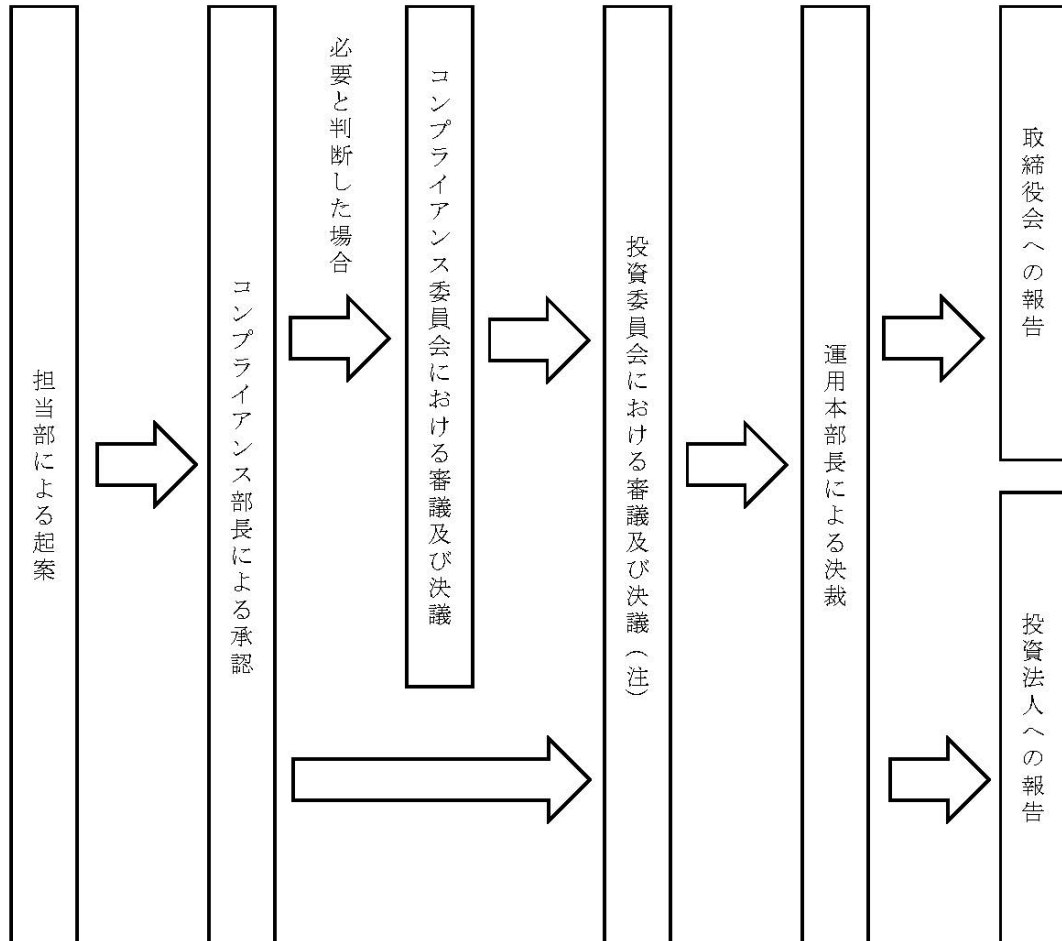 担当部による起案
コンプライアンス部長による承認
必要と判断した場合
コンプライアンス委員会における審議及び決議
投資委員会における審議及び決議（注）
運用本部長による決裁
取締役会への報告
投資法人への報告